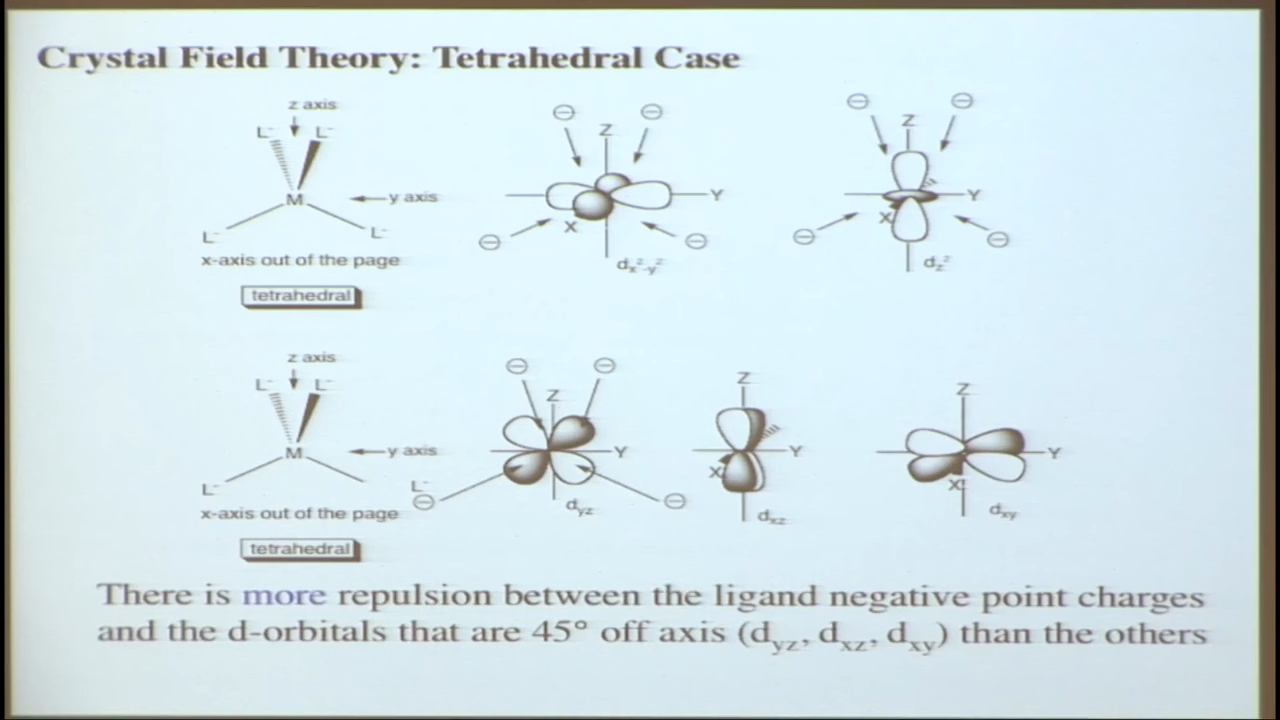 Crystal Field Theory: Tetrahedral Case
z axis
L⁻ L⁻
M
y axis
L⁻ L⁻
x-axis out of the page
tetrahedral
⊖ ⊖
Z
Y
X
⊖ ⊖
dₓ²₋ᵧ²
⊖ ⊖
Z
Y
X
⊖ ⊖
d_z²
z axis
L⁻ L⁻
M
y axis
L⁻ L⁻
x-axis out of the page
tetrahedral
⊖ ⊖
Z
Y
⊖ ⊖
d_yz
Z
Y
X
d_xz
Z
Y
X
d_xy
There is more repulsion between the ligand negative point charges
and the d-orbitals that are 45° off axis (d_yz, d_xz, d_xy) than the others